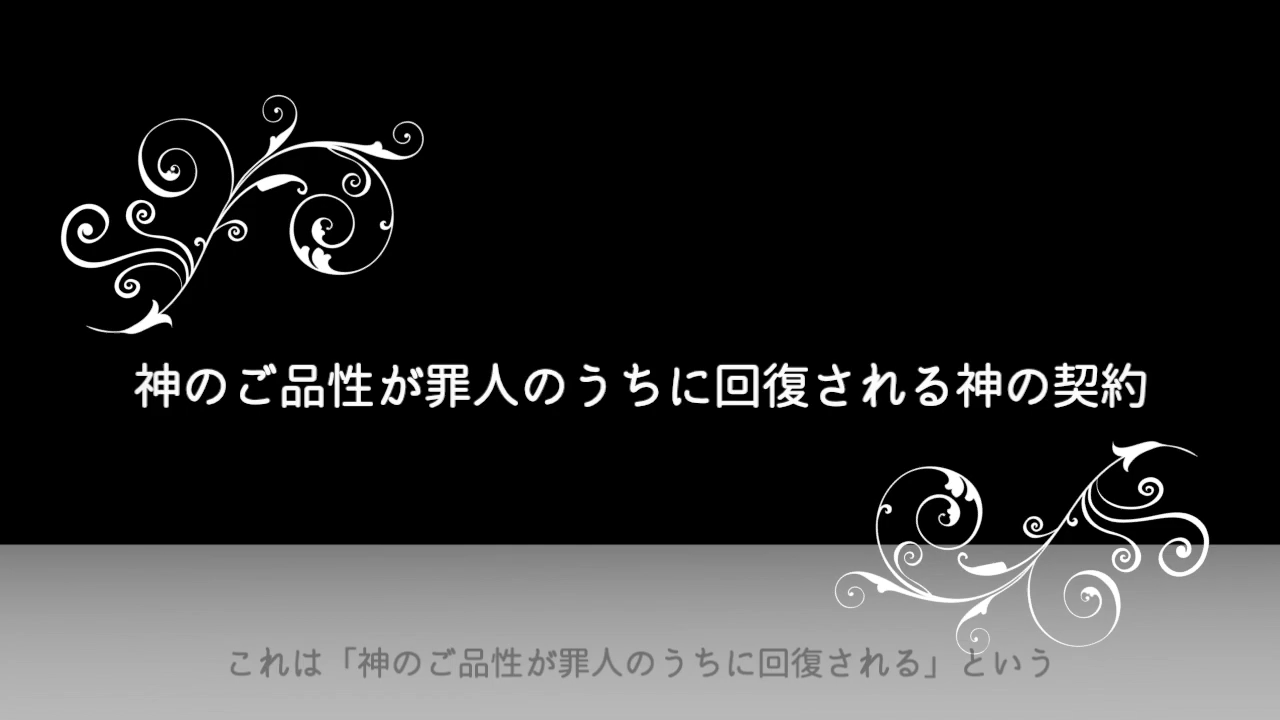 神のご品性が罪人のうちに回復される神の契約
これは「神のご品性が罪人のうちに回復される」という